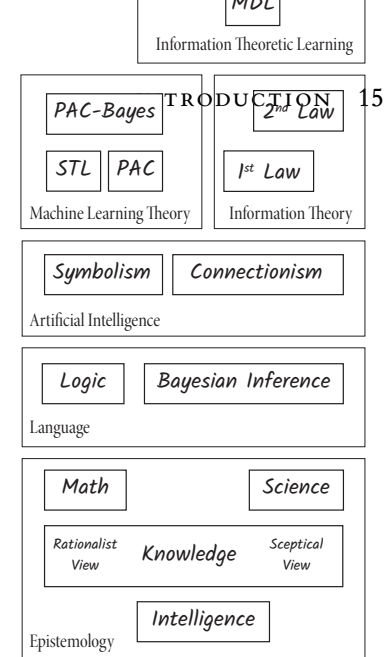 MDL
Information Theoretic Learning
TRODUCTION 15
PAC-Bayes
2nd Law
STL PAC
1st Law
Machine Learning Theory
Information Theory
Symbolism Connectionism
Artificial Intelligence
Logic Bayesian Inference
Language
Math Science
Rationalist View
Knowledge
Sceptical View
Intelligence
Epistemology